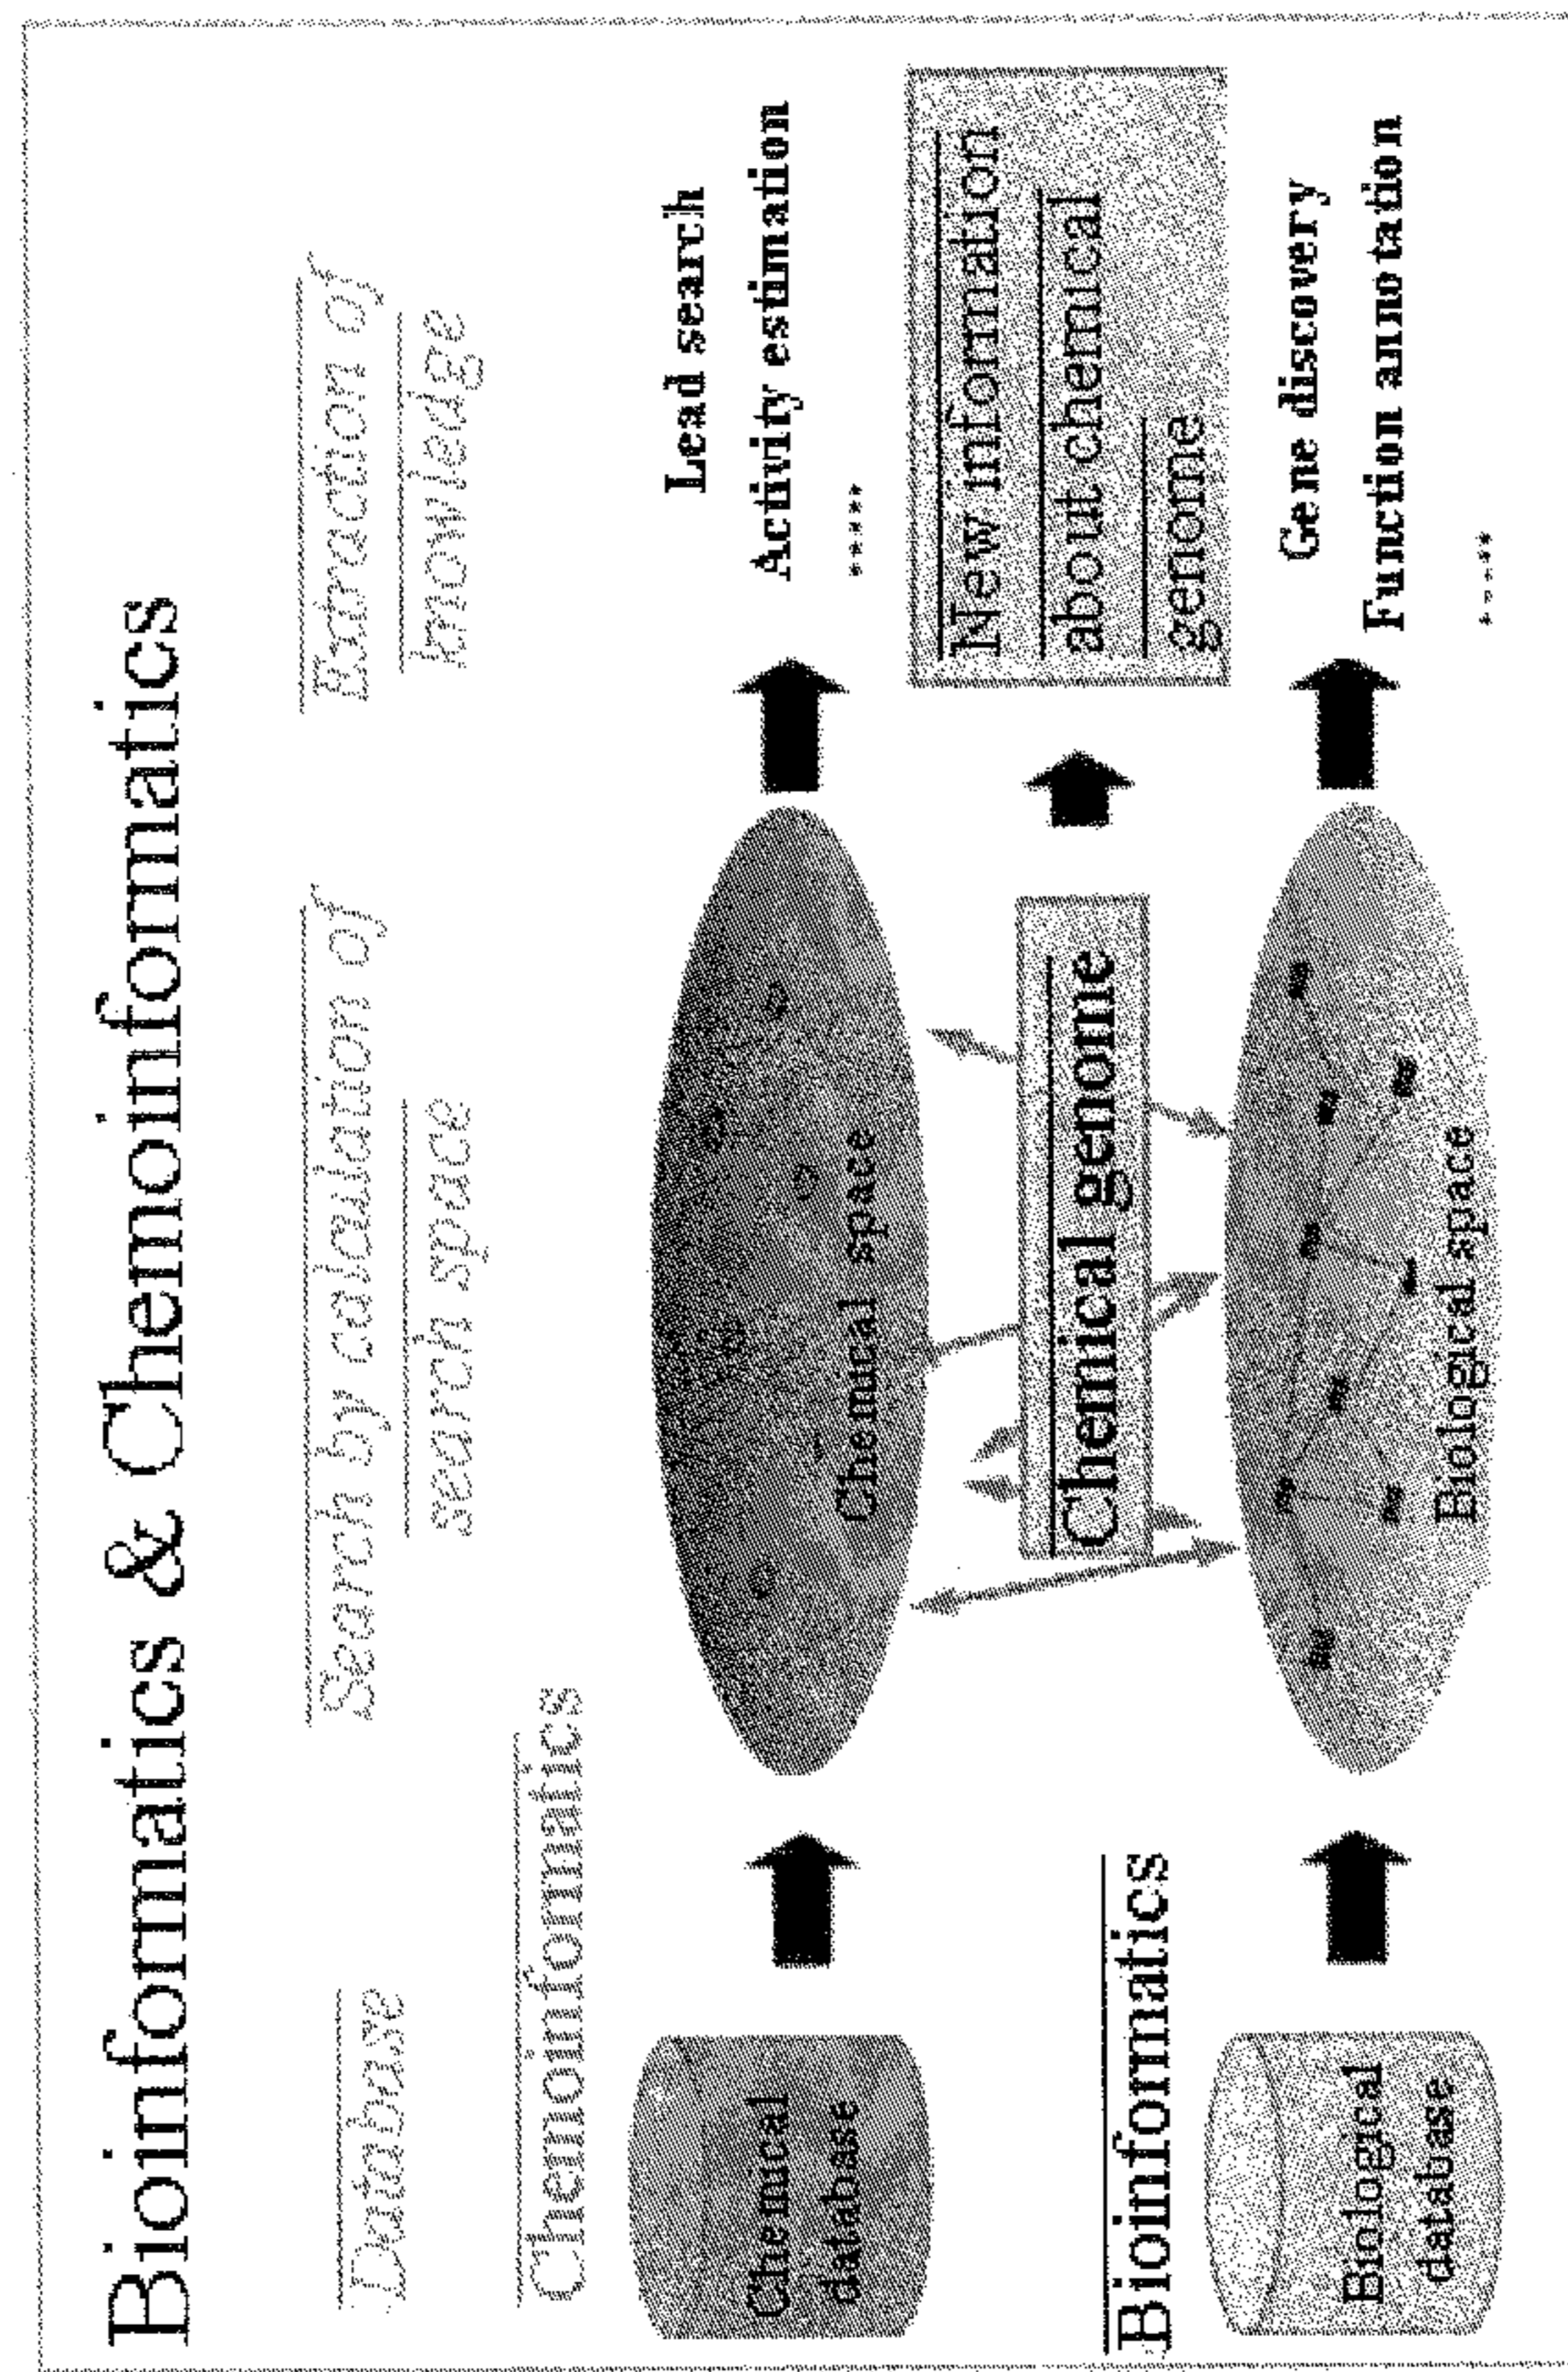 Bioinformatics & Chemoinformatics
Database
Search by calculation of
search space
Extraction of
knowledge
Chemoinformatics
Chemical
database
Chemical space
Lead search
Activity estimation
Chemical genome
New information
about chemical
genome
Bioinformatics
Biological
database
Biological space
Gene discovery
Function annotation